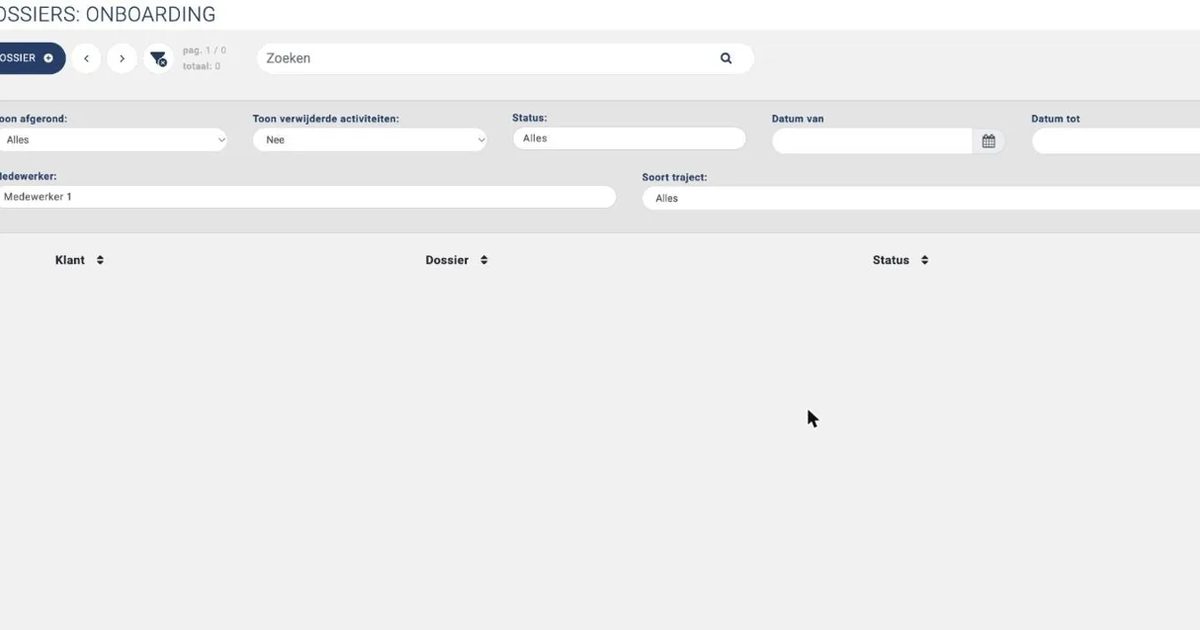 OSSIERS: ONBOARDING
OSSIER
pag. 1 / 0
totaal: 0
Zoeken
oon afgerond:
Toon verwijderde activiteiten:
Status:
Datum van
Datum tot
Alles
Nee
Alles
Medewerker:
Soort traject:
Medewerker 1
Alles
Klant
Dossier
Status